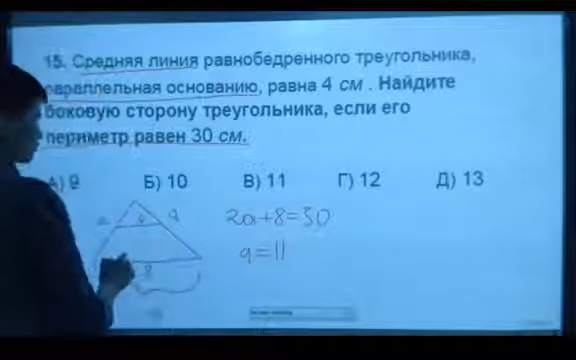 15. Средняя линия равнобедренного треугольника,
параллельная основанию, равна 4 см . Найдите
боковую сторону треугольника, если его
периметр равен 30 см.
А) 9 Б) 10 В) 11 Г) 12 Д) 13
a 4 a
2a+8=30
a=11
8